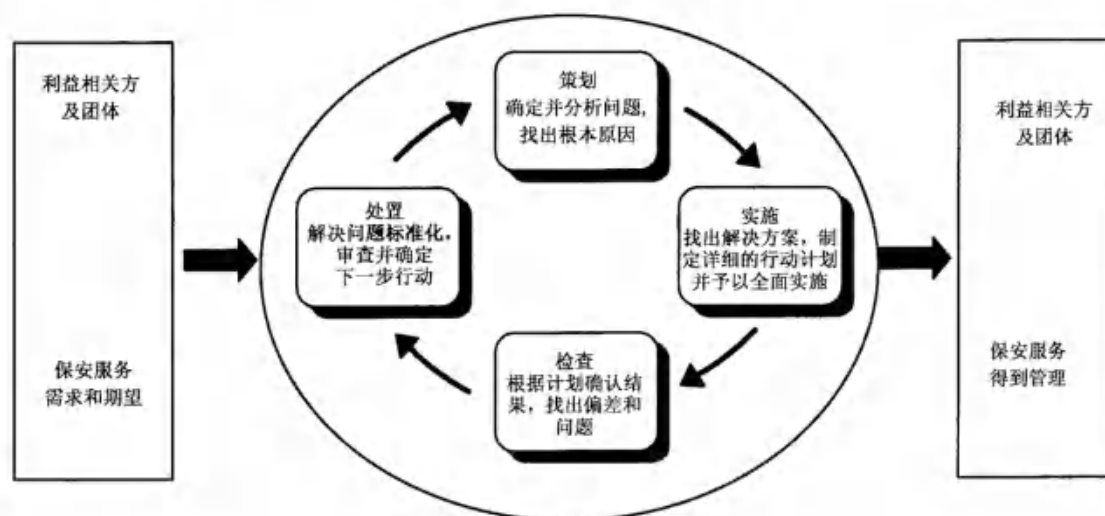 利益相关方
及团体
保安服务
需求和期望
策划
确定并分析问题,
找出根本原因
处置
解决问题标准化,
审查并确定
下一步行动
实施
找出解决方案，制
定详细的行动计划
并予以全面实施
检查
根据计划确认结
果，找出偏差和
问题
利益相关方
及团体
保安服务
得到管理